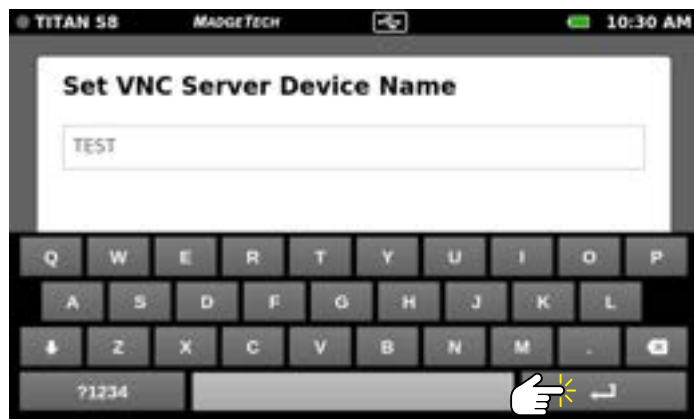 TITAN S8 MADGETECH 10:30 AM
Set VNC Server Device Name
TEST
Q W E R T Y U I O P
A S D F G H J K L
Z X C V B N M .
?1234